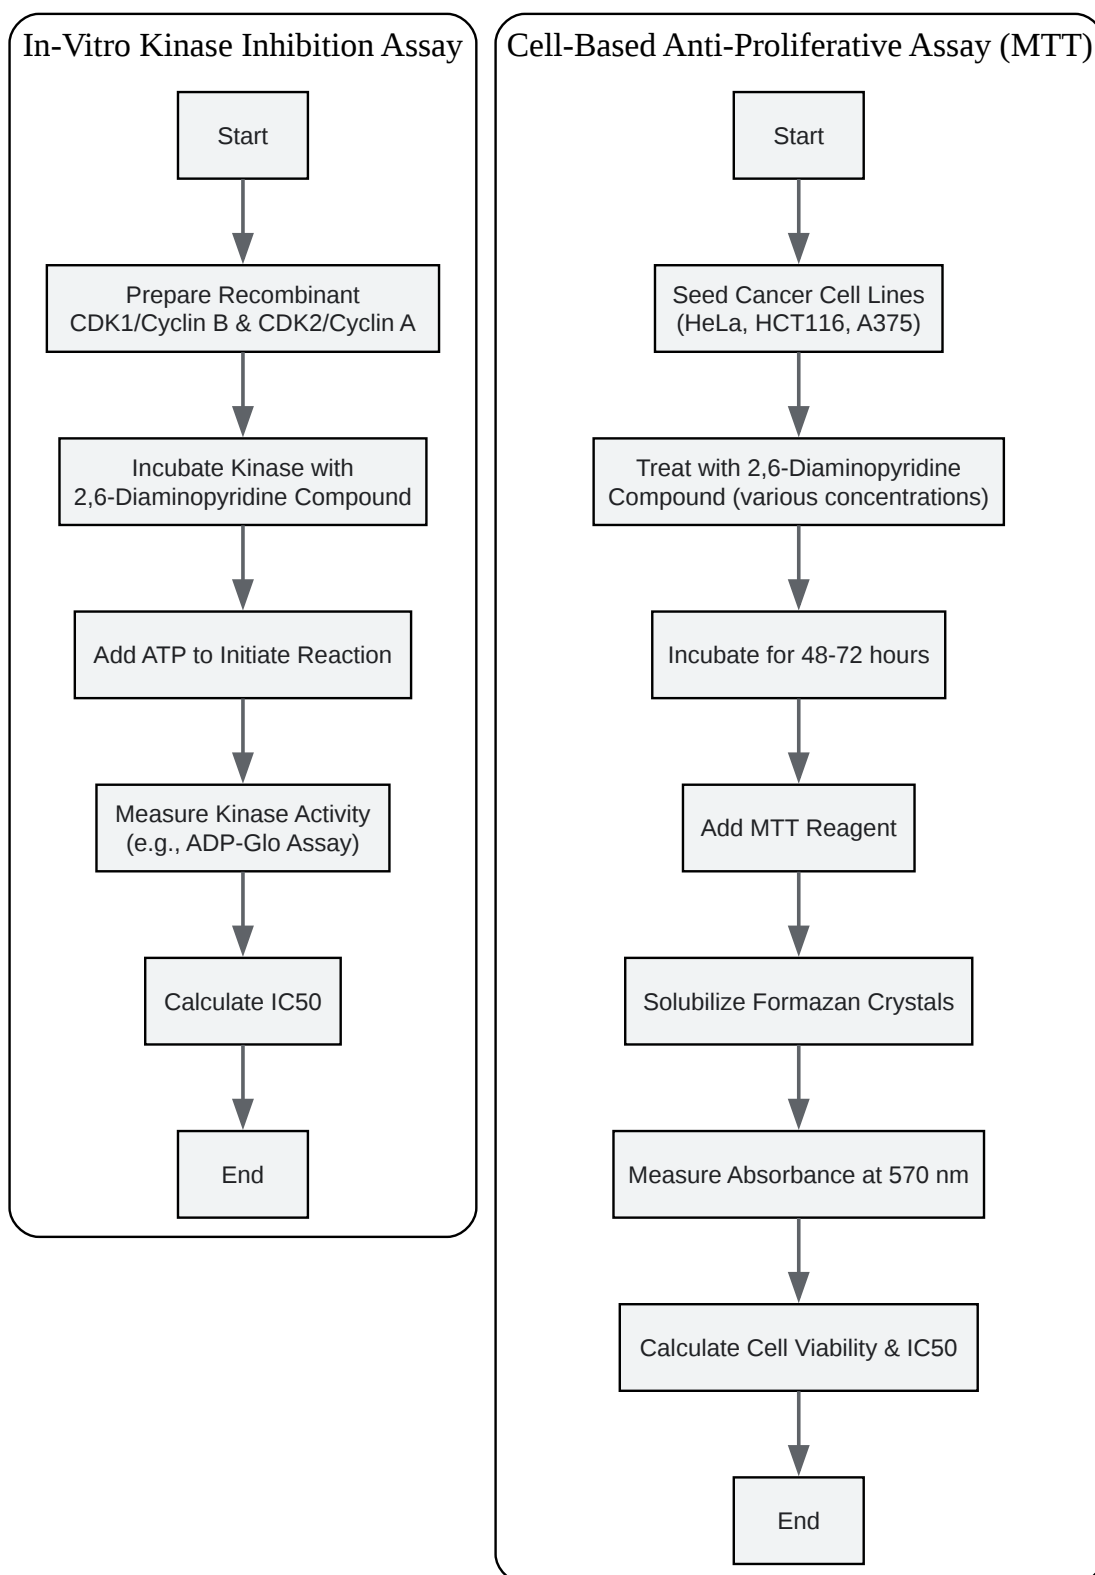 In-Vitro Kinase Inhibition Assay
Start
Prepare Recombinant
CDK1/Cyclin B & CDK2/Cyclin A
Incubate Kinase with
2,6-Diaminopyridine Compound
Add ATP to Initiate Reaction
Measure Kinase Activity
(e.g., ADP-Glo Assay)
Calculate IC50
End
Cell-Based Anti-Proliferative Assay (MTT)
Start
Seed Cancer Cell Lines
(HeLa, HCT116, A375)
Treat with 2,6-Diaminopyridine
Compound (various concentrations)
Incubate for 48-72 hours
Add MTT Reagent
Solubilize Formazan Crystals
Measure Absorbance at 570 nm
Calculate Cell Viability & IC50
End